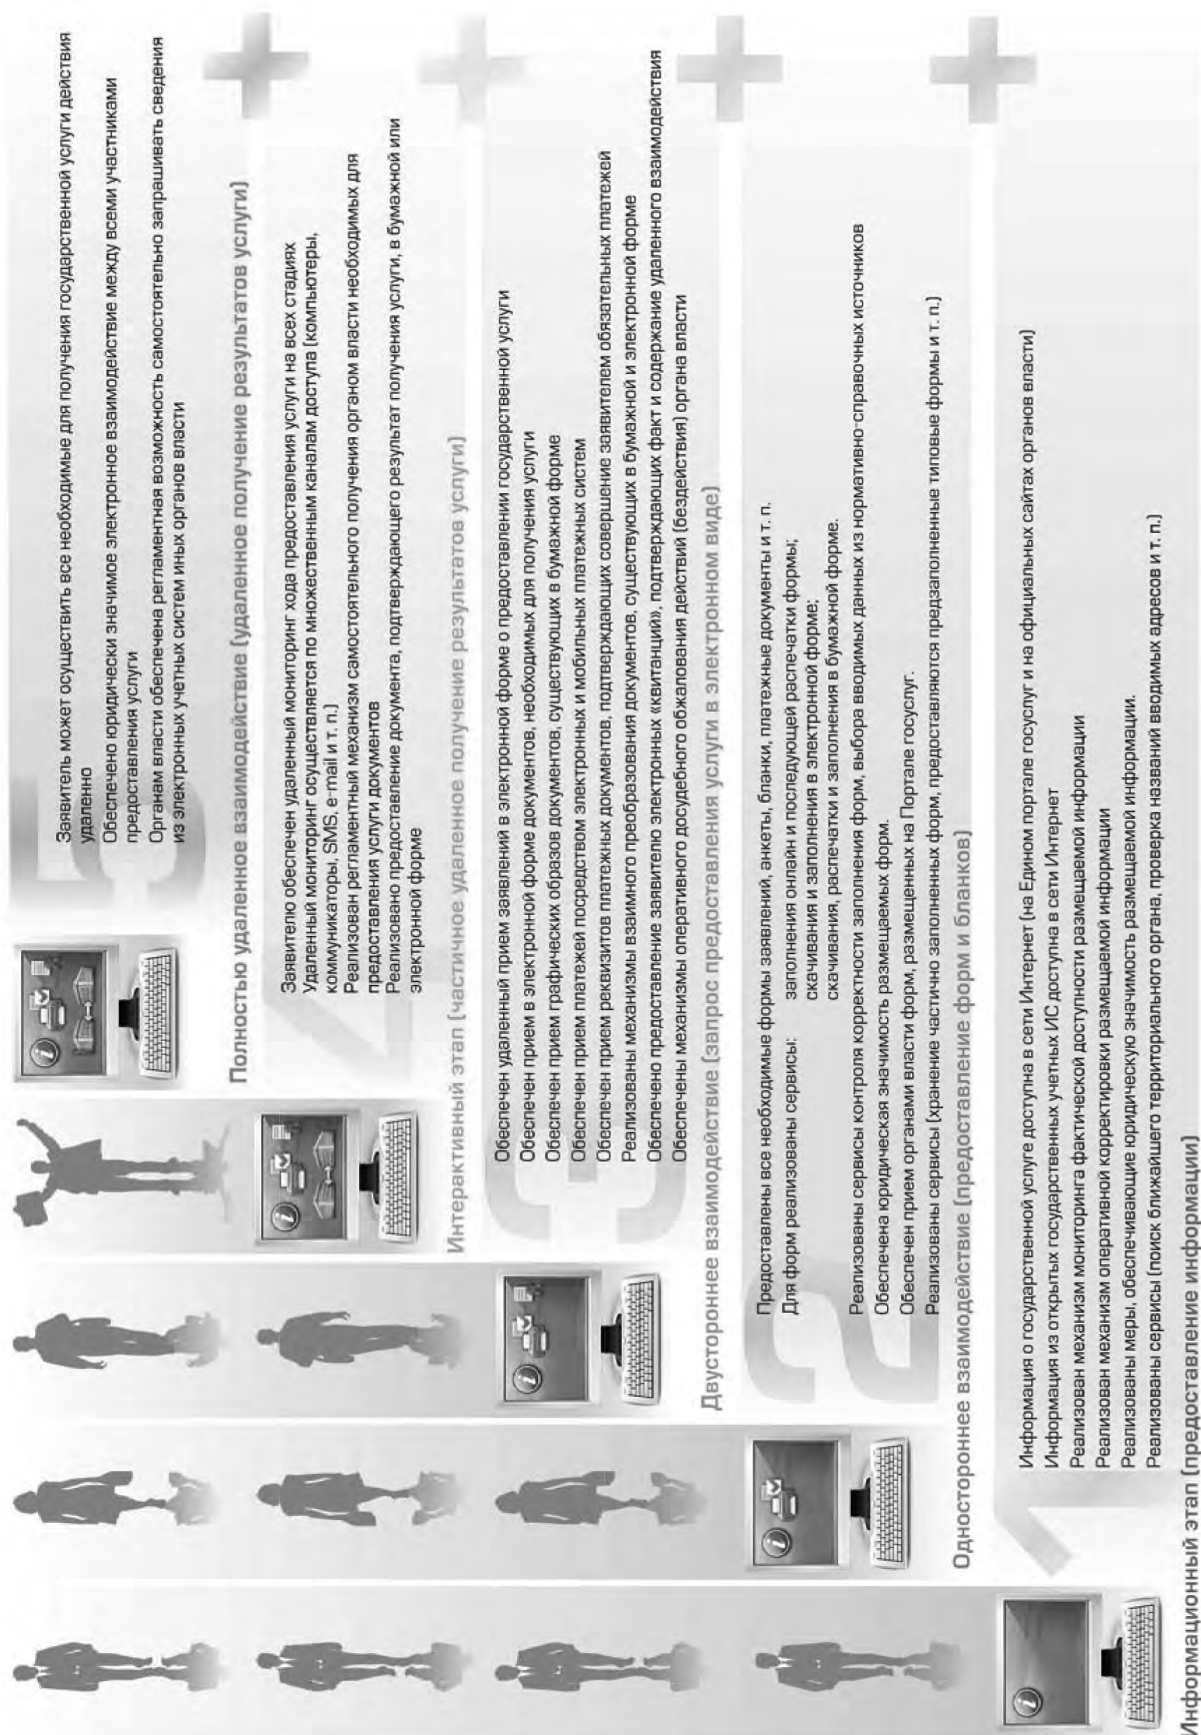 Заявитель может осуществить все необходимые для получения государственной услуги действия
удаленно
Обеспечено юридически значимое электронное взаимодействие между всеми участниками
предоставления услуги
Органам власти обеспечена регламентная возможность самостоятельно запрашивать сведения
из электронных учетных систем иных органов власти
5
Полностью удаленное взаимодействие (удаленное получение результатов услуги)
Заявителю обеспечен удаленный мониторинг хода предоставления услуги на всех стадиях
Удаленный мониторинг осуществляется по множественным каналам доступа (компьютеры,
коммуникаторы, SMS, e-mail и т. п.)
Реализован регламентный механизм самостоятельного получения органом власти необходимых для
предоставления услуги документов
Реализовано предоставление документа, подтверждающего результат получения услуги, в бумажной или
электронной форме
4
Интерактивный этап (частичное удаленное получение результатов услуги)
Обеспечен удаленный прием заявлений в электронной форме о предоставлении государственной услуги
Обеспечен прием в электронной форме документов, необходимых для получения услуги
Обеспечен прием графических образов документов, существующих в бумажной форме
Обеспечен прием платежей посредством электронных и мобильных платежных систем
Обеспечен прием реквизитов платежных документов, подтверждающих совершение заявителем обязательных платежей
Реализованы механизмы взаимного преобразования документов, существующих в бумажной и электронной форме
Обеспечено предоставление заявителю электронных «квитанций», подтверждающих факт и содержание удаленного взаимодействия
Обеспечены механизмы оперативного досудебного обжалования действий (бездействия) органа власти
3
Двустороннее взаимодействие (запрос предоставления услуги в электронном виде)
Предоставлены все необходимые формы заявлений, анкеты, бланки, платежные документы и т. п.
Для форм реализованы сервисы: заполнения онлайн и последующей распечатки формы;
скачивания и заполнения в электронной форме;
скачивания, распечатки и заполнения в бумажной форме.
Реализованы сервисы контроля корректности заполнения форм, выбора вводимых данных из нормативно-справочных источников
Обеспечена юридическая значимость размещаемых форм.
Обеспечен прием органами власти форм, размещенных на Портале госуслуг.
Реализованы сервисы (хранение частично заполненных форм, предоставляются предзаполненные типовые формы и т. п.)
2
Одностороннее взаимодействие (предоставление форм и бланков)
Информация о государственной услуге доступна в сети Интернет (на Едином портале госуслуг и на официальных сайтах органов власти)
Информация из открытых государственных учетных ИС доступна в сети Интернет
Реализован механизм мониторинга фактической доступности размещаемой информации
Реализован механизм оперативной корректировки размещаемой информации
Реализованы меры, обеспечивающие юридическую значимость размещаемой информации.
Реализованы сервисы (поиск ближайшего территориального органа, проверка названий вводимых адресов и т. п.)
1
Информационный этап (предоставление информации)